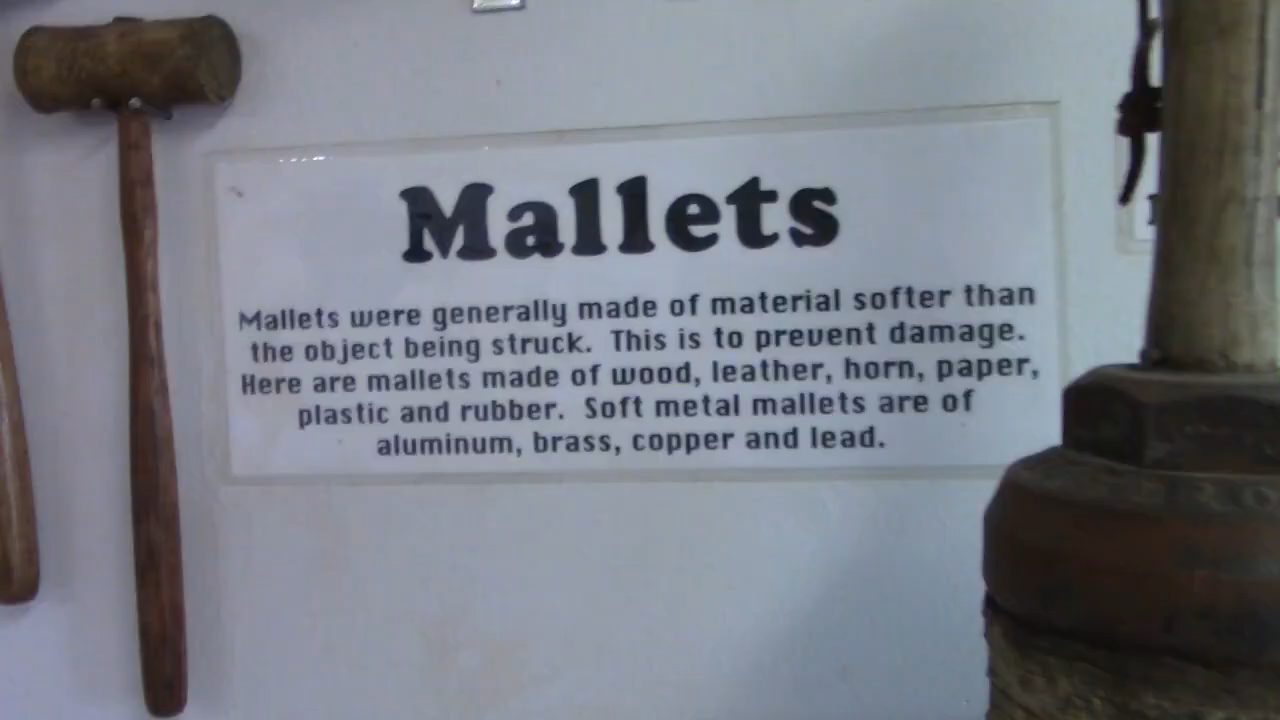 Mallets
Mallets were generally made of material softer than
the object being struck. This is to prevent damage.
Here are mallets made of wood, leather, horn, paper,
plastic and rubber. Soft metal mallets are of
aluminum, brass, copper and lead.